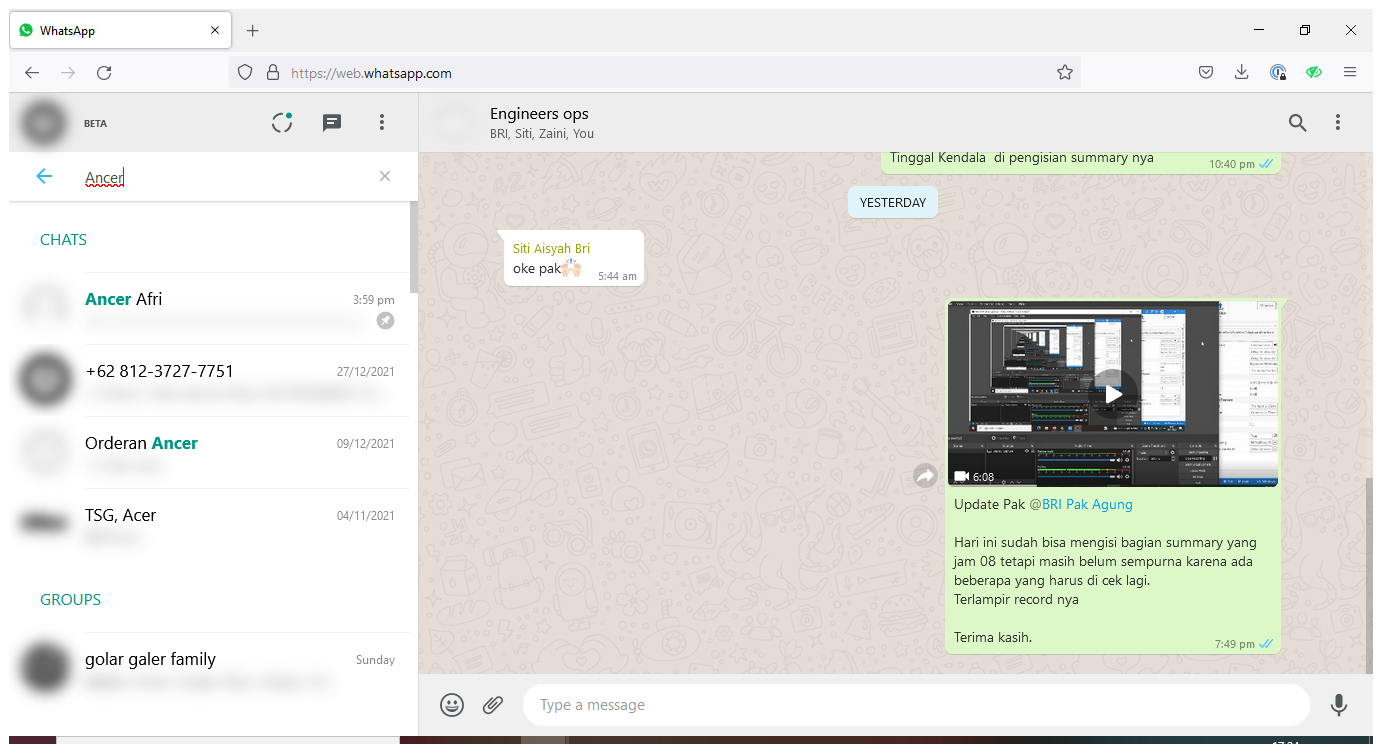 WhatsApp
https://web.whatsapp.com
BETA
Ancer
CHATS
Ancer Afri
3:59 pm
+62 812-3727-7751
27/12/2021
Orderan Ancer
09/12/2021
TSG, Acer
04/11/2021
GROUPS
golar galer family
Sunday
Engineers ops
BRI, Siti, Zaini, You
Tinggal Kendala di pengisian summary nya
10:40 pm
YESTERDAY
Siti Aisyah Bri
oke pak🙌🏻
5:44 am
6:08
Update Pak @BRI Pak Agung
Hari ini sudah bisa mengisi bagian summary yang
jam 08 tetapi masih belum sempurna karena ada
beberapa yang harus di cek lagi.
Terlampir record nya
Terima kasih.
7:49 pm
Type a message